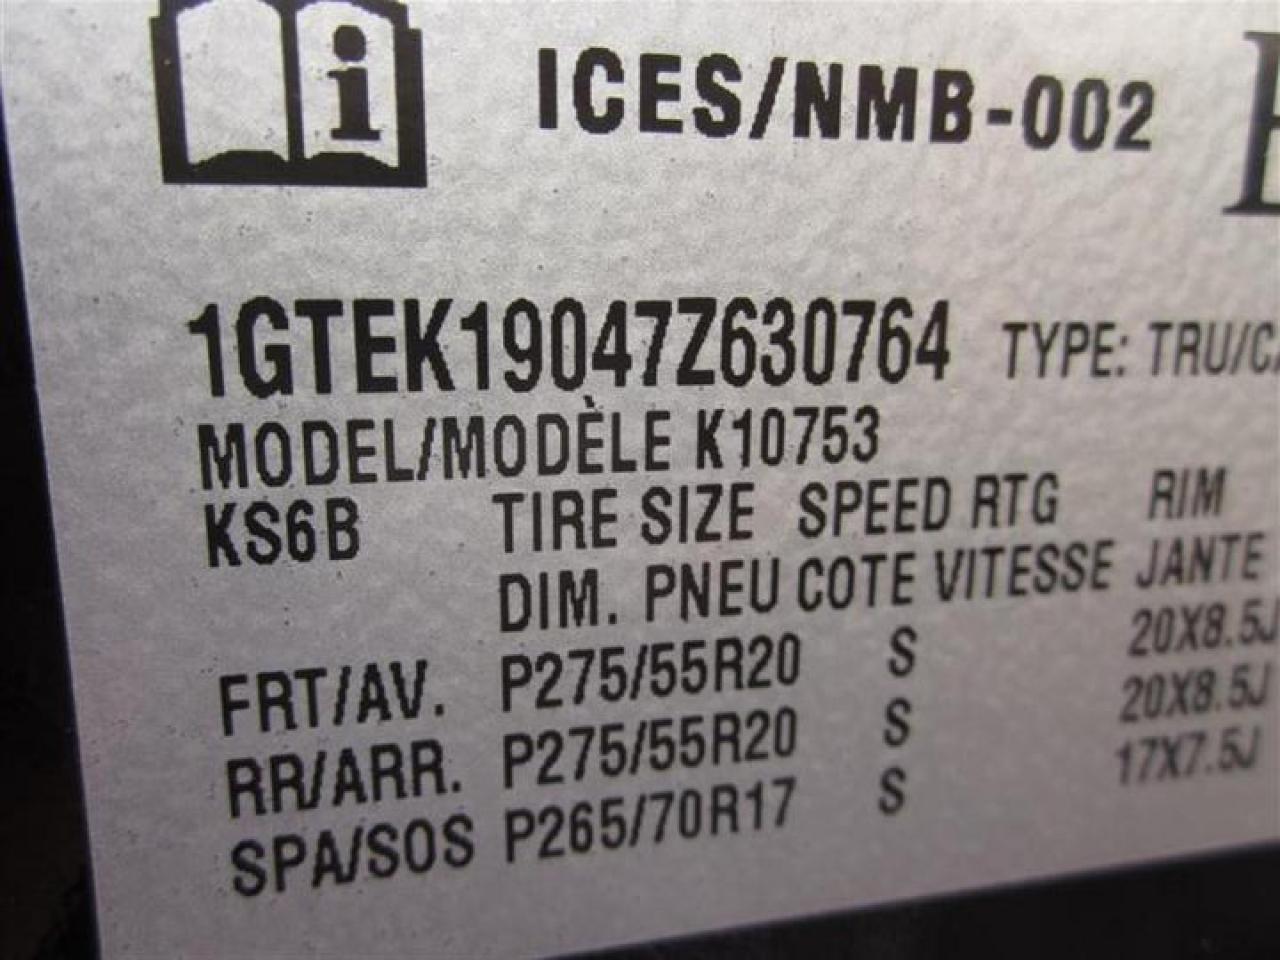 i
ICES/NMB-002
1GTEK19047Z630764 TYPE: TRU/CA
MODEL/MODÈLE K10753
KS6B TIRE SIZE SPEED RTG RIM
DIM. PNEU COTE VITESSE JANTE
FRT/AV. P275/55R20 S 20X8.5J
RR/ARR. P275/55R20 S 20X8.5J
SPA/SOS P265/70R17 S 17X7.5J